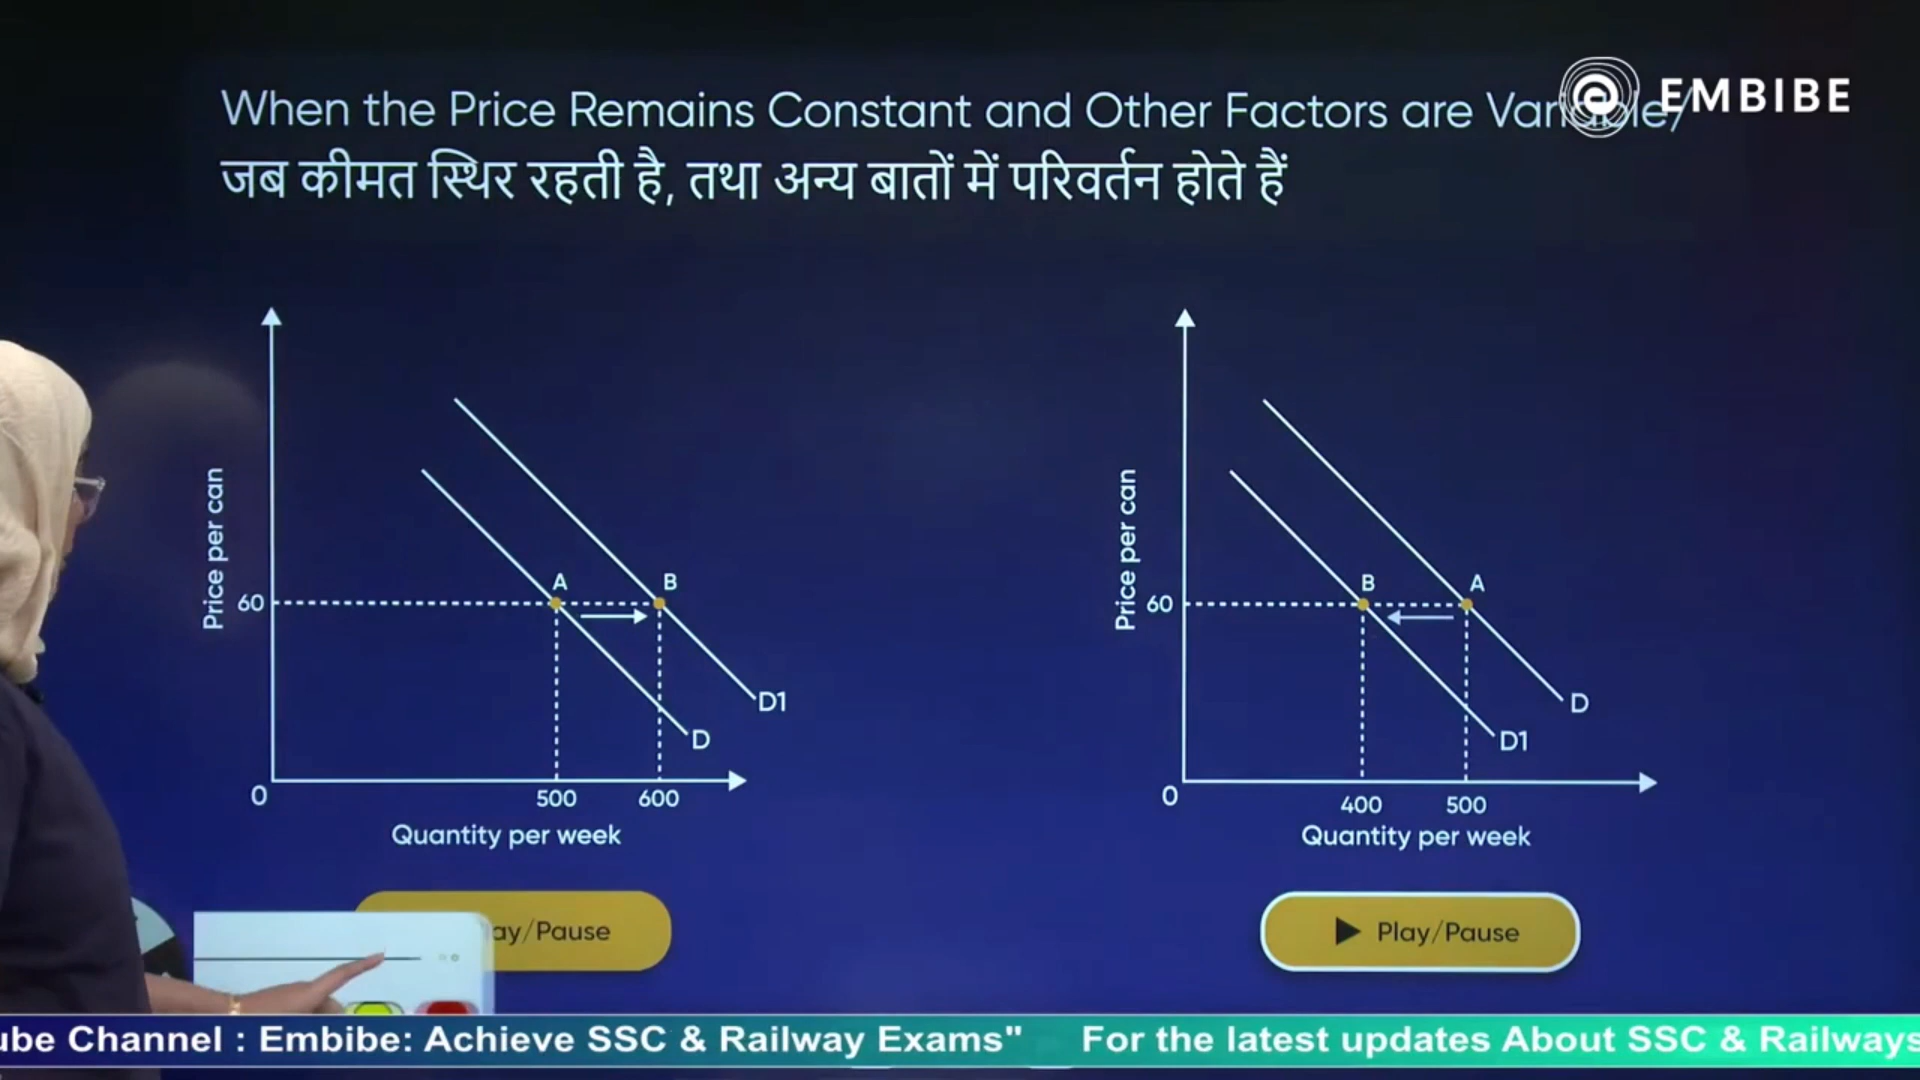 When the Price Remains Constant and Other Factors are
EMBIBE
जब कीमत स्थिर रहती है, तथा अन्य बातों में परिवर्तन होते हैं
Price per can
60
A
B
D1
D
0
500
600
Quantity per week
Price per can
60
B
A
D
D1
0
400
500
Quantity per week
ay/Pause
Play/Pause
ube Channel : Embibe: Achieve SSC & Railway Exams" For the latest updates About SSC & Railways